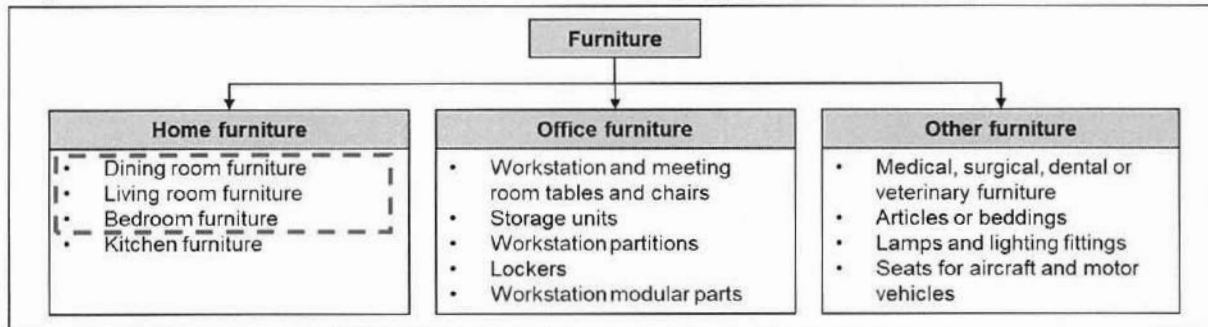 Furniture
Home furniture
• Dining room furniture
• Living room furniture
• Bedroom furniture
• Kitchen furniture
Office furniture
• Workstation and meeting
room tables and chairs
• Storage units
• Workstation partitions
• Lockers
• Workstation modular parts
Other furniture
• Medical, surgical, dental or
veterinary furniture
• Articles or beddings
• Lamps and lighting fittings
• Seats for aircraft and motor
vehicles